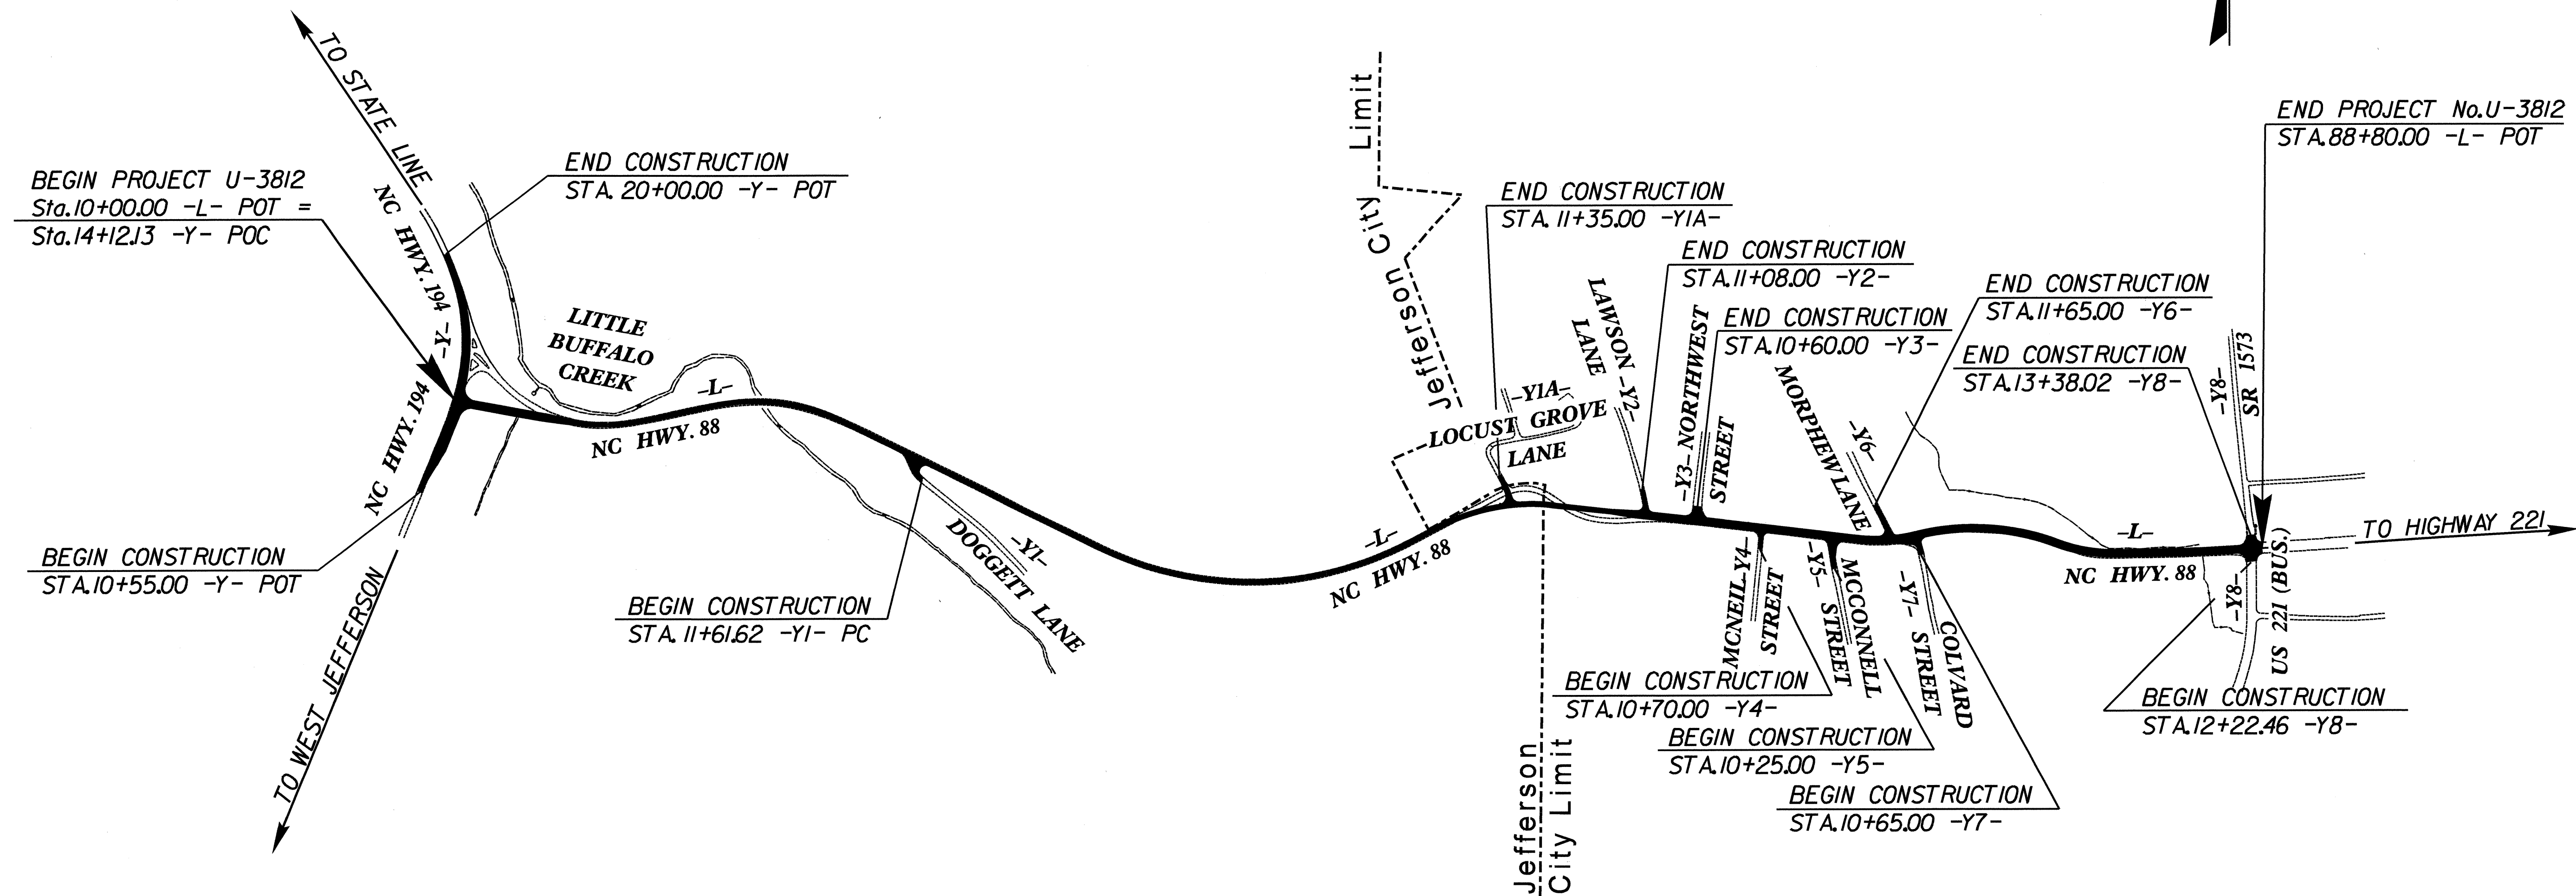 TO STATE LINE
BEGIN PROJECT U-3812
Sta.10+00.00 -L- POT =
Sta.14+12.13 -Y- POC
END CONSTRUCTION
STA. 20+00.00 -Y- POT
NC HWY. 194
-Y-
NC HWY. 194
LITTLE
BUFFALO
CREEK
-L-
NC HWY. 88
BEGIN CONSTRUCTION
STA.10+55.00 -Y- POT
TO WEST JEFFERSON
BEGIN CONSTRUCTION
STA. 11+61.62 -Y1- PC
-Y1-
DOGGETT LANE
Jefferson City Limit
-L-
NC HWY. 88
END CONSTRUCTION
STA. 11+35.00 -Y1A-
-Y1A-
LOCUST GROVE
LANE
END CONSTRUCTION
STA.11+08.00 -Y2-
LAWSON -Y2-
LANE
END CONSTRUCTION
STA.10+60.00 -Y3-
-Y3- NORTHWEST
STREET
END CONSTRUCTION
STA.11+65.00 -Y6-
MORPHEW LANE
-Y6-
END CONSTRUCTION
STA.13+38.02 -Y8-
-Y8-
SR 1573
END PROJECT No.U-3812
STA.88+80.00 -L- POT
TO HIGHWAY 221
-L-
NC HWY. 88
-Y8-
US 221 (BUS.)
MCNEIL -Y4-
STREET
-Y5- STREET
MCCONNELL
-Y7- STREET
COLVARD
BEGIN CONSTRUCTION
STA.10+70.00 -Y4-
BEGIN CONSTRUCTION
STA.10+25.00 -Y5-
BEGIN CONSTRUCTION
STA.10+65.00 -Y7-
BEGIN CONSTRUCTION
STA.12+22.46 -Y8-
Jefferson
City Limit